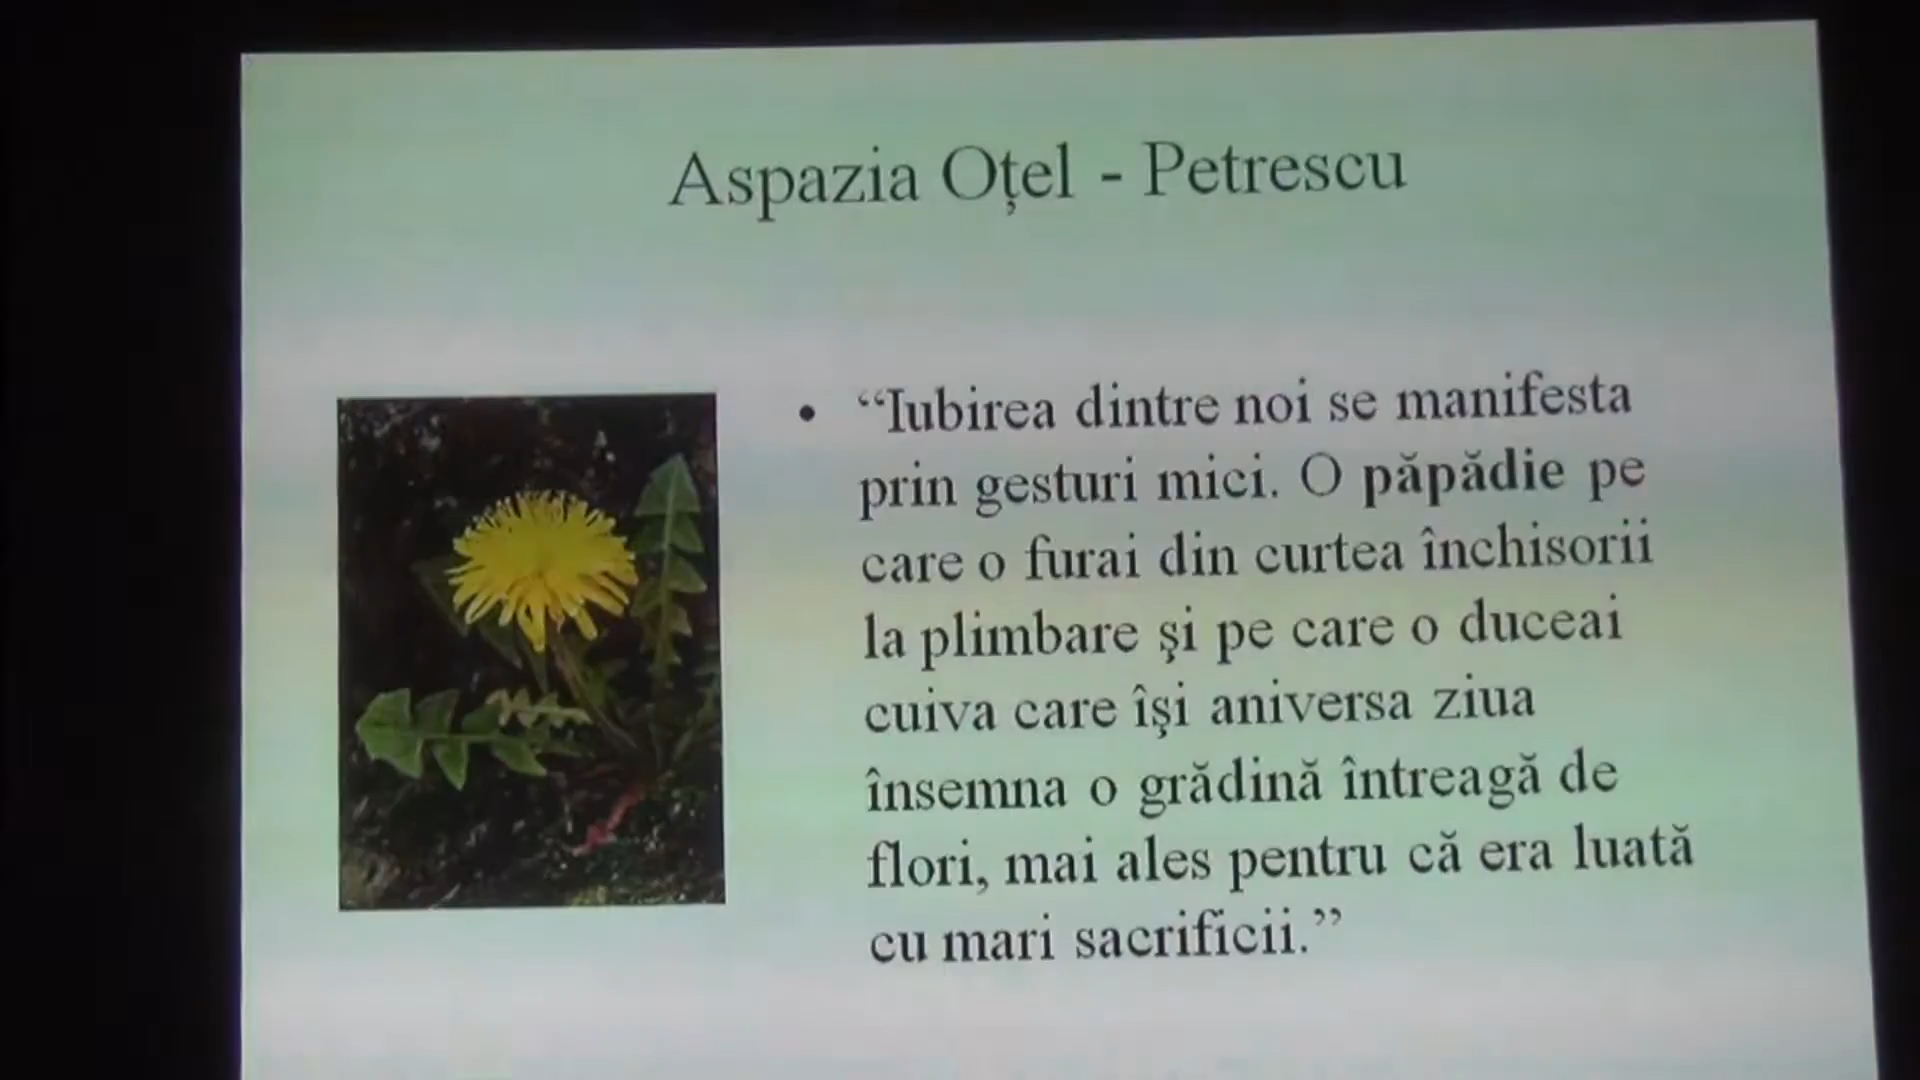 Aspazia Oțel - Petrescu
• “Iubirea dintre noi se manifesta
prin gesturi mici. O păpădie pe
care o furai din curtea închisorii
la plimbare şi pe care o duceai
cuiva care îşi aniversa ziua
însemna o grădină întreagă de
flori, mai ales pentru că era luată
cu mari sacrificii.”